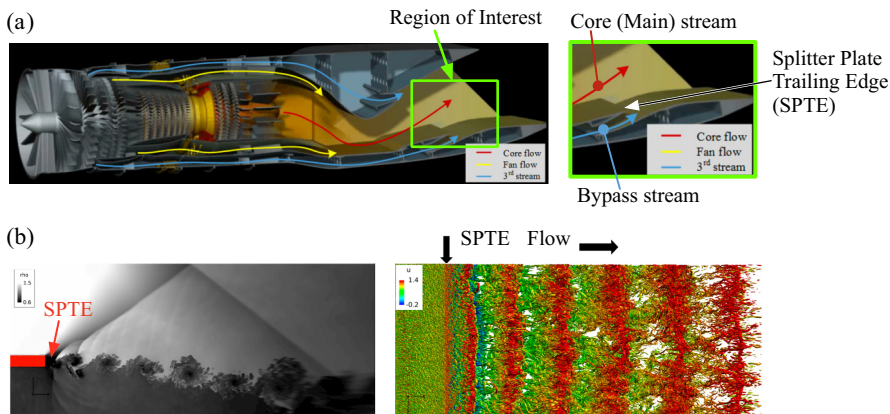 (a)
Region of Interest
Core (Main) stream
Splitter Plate
Trailing Edge
(SPTE)
Core flow
Fan flow
3rd stream
Core flow
Fan flow
3rd stream
Bypass stream
(b)
SPTE Flow
rho
1.5
0.6
SPTE
u
1.4
-0.2